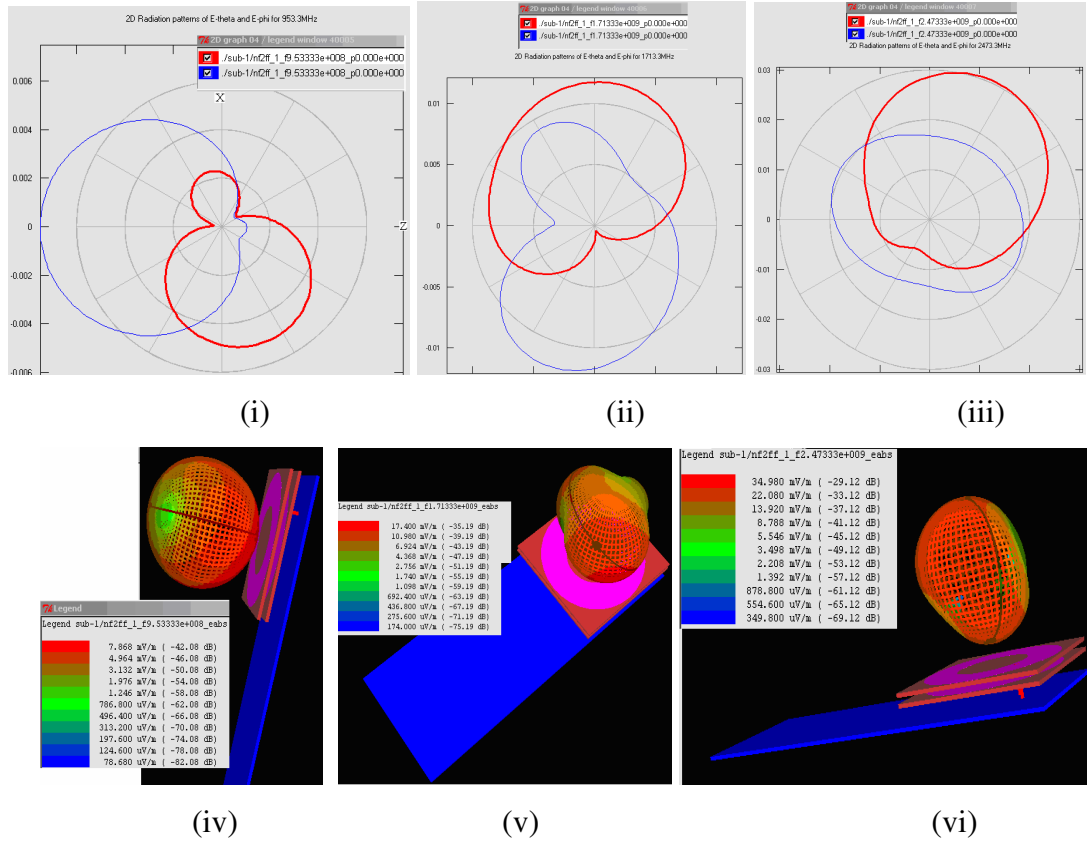 2D Radiation patterns of E-theta and E-phi for 953.3MHz
2D graph 04 / legend window 40005
./sub-1/nf2ff_1_f9.53333e+008_p0.000e+000
./sub-1/nf2ff_1_f9.53333e+008_p0.000e+000
X
-Z
0.006
0.004
0.002
0
-0.002
-0.004
-0.006
(i)
2D graph 04 / legend window 40006
./sub-1/nf2ff_1_f1.71333e+009_p0.000e+000
./sub-1/nf2ff_1_f1.71333e+009_p0.000e+000
2D Radiation patterns of E-theta and E-phi for 1713.3MHz
0.01
0.005
0
-0.005
-0.01
(ii)
2D graph 04 / legend window 40007
./sub-1/nf2ff_1_f2.47333e+009_p0.000e+000
./sub-1/nf2ff_1_f2.47333e+009_p0.000e+000
2D Radiation patterns of E-theta and E-phi for 2473.3MHz
0.03
0.02
0.01
0
-0.01
-0.02
-0.03
(iii)
Legend
Legend sub-1/nf2ff_1_f9.53333e+008_eabs
7.868 mV/m ( -42.08 dB)
4.964 mV/m ( -46.08 dB)
3.132 mV/m ( -50.08 dB)
1.976 mV/m ( -54.08 dB)
1.246 mV/m ( -58.08 dB)
786.800 uV/m ( -62.08 dB)
496.400 uV/m ( -66.08 dB)
313.200 uV/m ( -70.08 dB)
197.600 uV/m ( -74.08 dB)
124.600 uV/m ( -78.08 dB)
78.680 uV/m ( -82.08 dB)
(iv)
Legend sub-1/nf2ff_1_f1.71333e+009_eabs
17.400 mV/m ( -35.19 dB)
10.980 mV/m ( -39.19 dB)
6.924 mV/m ( -43.19 dB)
4.368 mV/m ( -47.19 dB)
2.756 mV/m ( -51.19 dB)
1.740 mV/m ( -55.19 dB)
1.098 mV/m ( -59.19 dB)
692.400 uV/m ( -63.19 dB)
436.800 uV/m ( -67.19 dB)
275.600 uV/m ( -71.19 dB)
174.000 uV/m ( -75.19 dB)
(v)
Legend sub-1/nf2ff_1_f2.47333e+009_eabs
34.980 mV/m ( -29.12 dB)
22.080 mV/m ( -33.12 dB)
13.920 mV/m ( -37.12 dB)
8.788 mV/m ( -41.12 dB)
5.546 mV/m ( -45.12 dB)
3.498 mV/m ( -49.12 dB)
2.208 mV/m ( -53.12 dB)
1.392 mV/m ( -57.12 dB)
878.800 uV/m ( -61.12 dB)
554.600 uV/m ( -65.12 dB)
349.800 uV/m ( -69.12 dB)
(vi)